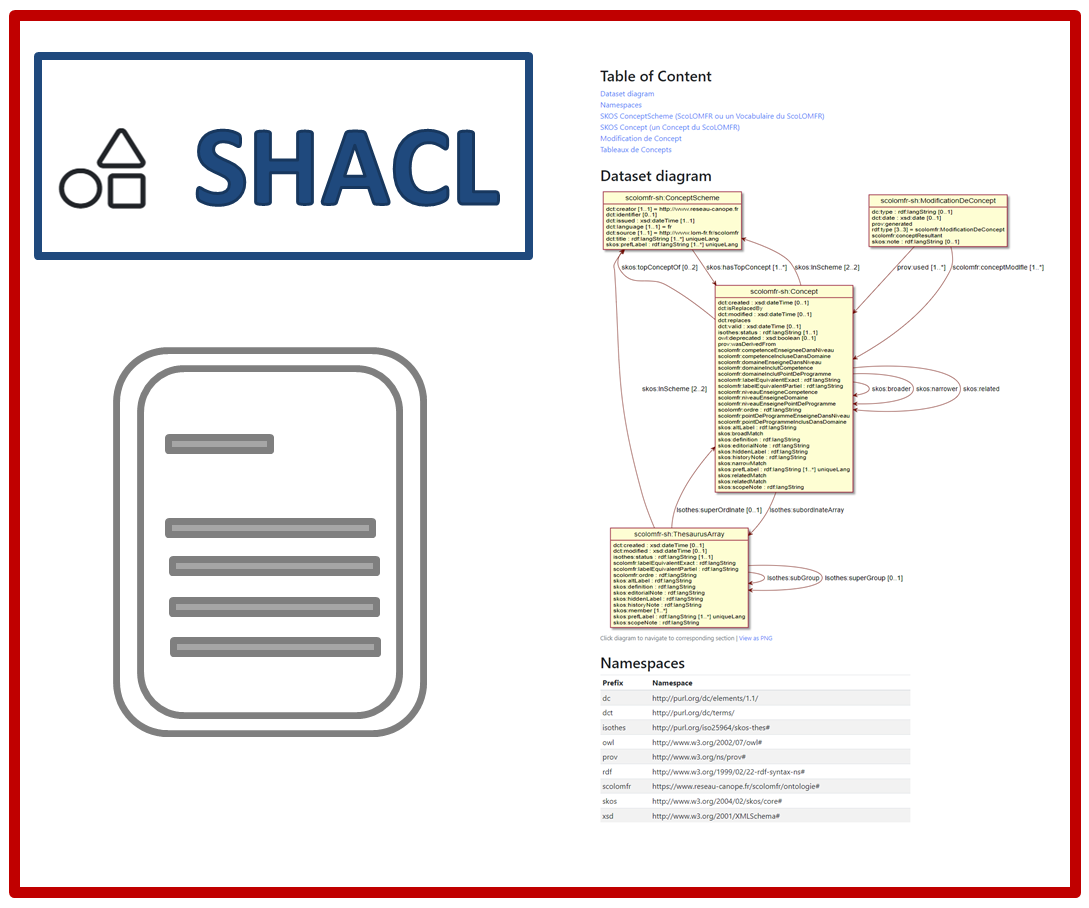 SHACL
Table of Content
Dataset diagram
Namespaces
SKOS ConceptScheme (ScoLOMFR ou un Vocabulaire du ScoLOMFR)
SKOS Concept (un Concept du ScoLOMFR)
Modification de Concept
Tableaux de Concepts
Dataset diagram
scolomfr-sh:ConceptScheme
dct:creator [1..1] = http://www.reseau-canope.fr
dct:identifier [0..1]
dct:issued : xsd:dateTime [1..1]
dct:language [1..1] = fr
dct:source [1..1] = http://www.lom-fr.fr/scolomfr
dct:title : rdf:langString [1..*] uniqueLang
skos:prefLabel : rdf:langString [1..*] uniqueLang
scolomfr-sh:ModificationDeConcept
dc:type : rdf:langString [0..1]
dct:date : xsd:date [0..1]
prov:generated
rdf:type [3..3] = scolomfr:ModificationDeConcept
scolomfr:conceptResultant
skos:note : rdf:langString [0..1]
skos:topConceptOf [0..2]
skos:hasTopConcept [1..*]
skos:inScheme [2..2]
prov:used [1..*]
scolomfr:conceptModifie [1..*]
scolomfr-sh:Concept
dct:created : xsd:dateTime [0..1]
dct:isReplacedBy
dct:modified : xsd:dateTime [0..1]
dct:replaces
dct:valid : xsd:dateTime [0..1]
isothes:status : rdf:langString [1..1]
owl:deprecated : xsd:boolean [0..1]
prov:wasDerivedFrom
scolomfr:competenceEnseigneeDansNiveau
scolomfr:competenceIncluseDansDomaine
scolomfr:domaineEnseigneDansNiveau
scolomfr:domaineInclutCompetence
scolomfr:domaineInclutPointDeProgramme
scolomfr:labelEquivalentExact : rdf:langString
scolomfr:labelEquivalentPartiel : rdf:langString
scolomfr:niveauEnseigneCompetence
scolomfr:niveauEnseigneDomaine
scolomfr:niveauEnseignePointDeProgramme
scolomfr:ordre : rdf:langString
scolomfr:pointDeProgrammeEnseigneDansNiveau
scolomfr:pointDeProgrammeInclusDansDomaine
skos:altLabel : rdf:langString
skos:broadMatch
skos:definition : rdf:langString
skos:editorialNote : rdf:langString
skos:hiddenLabel : rdf:langString
skos:historyNote : rdf:langString
skos:narrowMatch
skos:prefLabel : rdf:langString [1..*] uniqueLang
skos:relatedMatch
skos:relatedMatch
skos:scopeNote : rdf:langString
skos:inScheme [2..2]
skos:broader
skos:narrower
skos:related
isothes:superOrdinate [0..1]
isothes:subordinateArray
scolomfr-sh:ThesaurusArray
dct:created : xsd:dateTime [0..1]
dct:modified : xsd:dateTime [0..1]
isothes:status : rdf:langString [1..1]
scolomfr:labelEquivalentExact : rdf:langString
scolomfr:labelEquivalentPartiel : rdf:langString
scolomfr:ordre : rdf:langString
skos:altLabel : rdf:langString
skos:definition : rdf:langString
skos:editorialNote : rdf:langString
skos:hiddenLabel : rdf:langString
skos:historyNote : rdf:langString
skos:member [1..*]
skos:prefLabel : rdf:langString [1..*] uniqueLang
skos:scopeNote : rdf:langString
isothes:subGroup
isothes:superGroup [0..1]
Click diagram to navigate to corresponding section | View as PNG
Namespaces
Prefix Namespace
dc http://purl.org/dc/elements/1.1/
dct http://purl.org/dc/terms/
isothes http://purl.org/iso25964/skos-thes#
owl http://www.w3.org/2002/07/owl#
prov http://www.w3.org/ns/prov#
rdf http://www.w3.org/1999/02/22-rdf-syntax-ns#
scolomfr https://www.reseau-canope.fr/scolomfr/ontologie#
skos http://www.w3.org/2004/02/skos/core#
xsd http://www.w3.org/2001/XMLSchema#